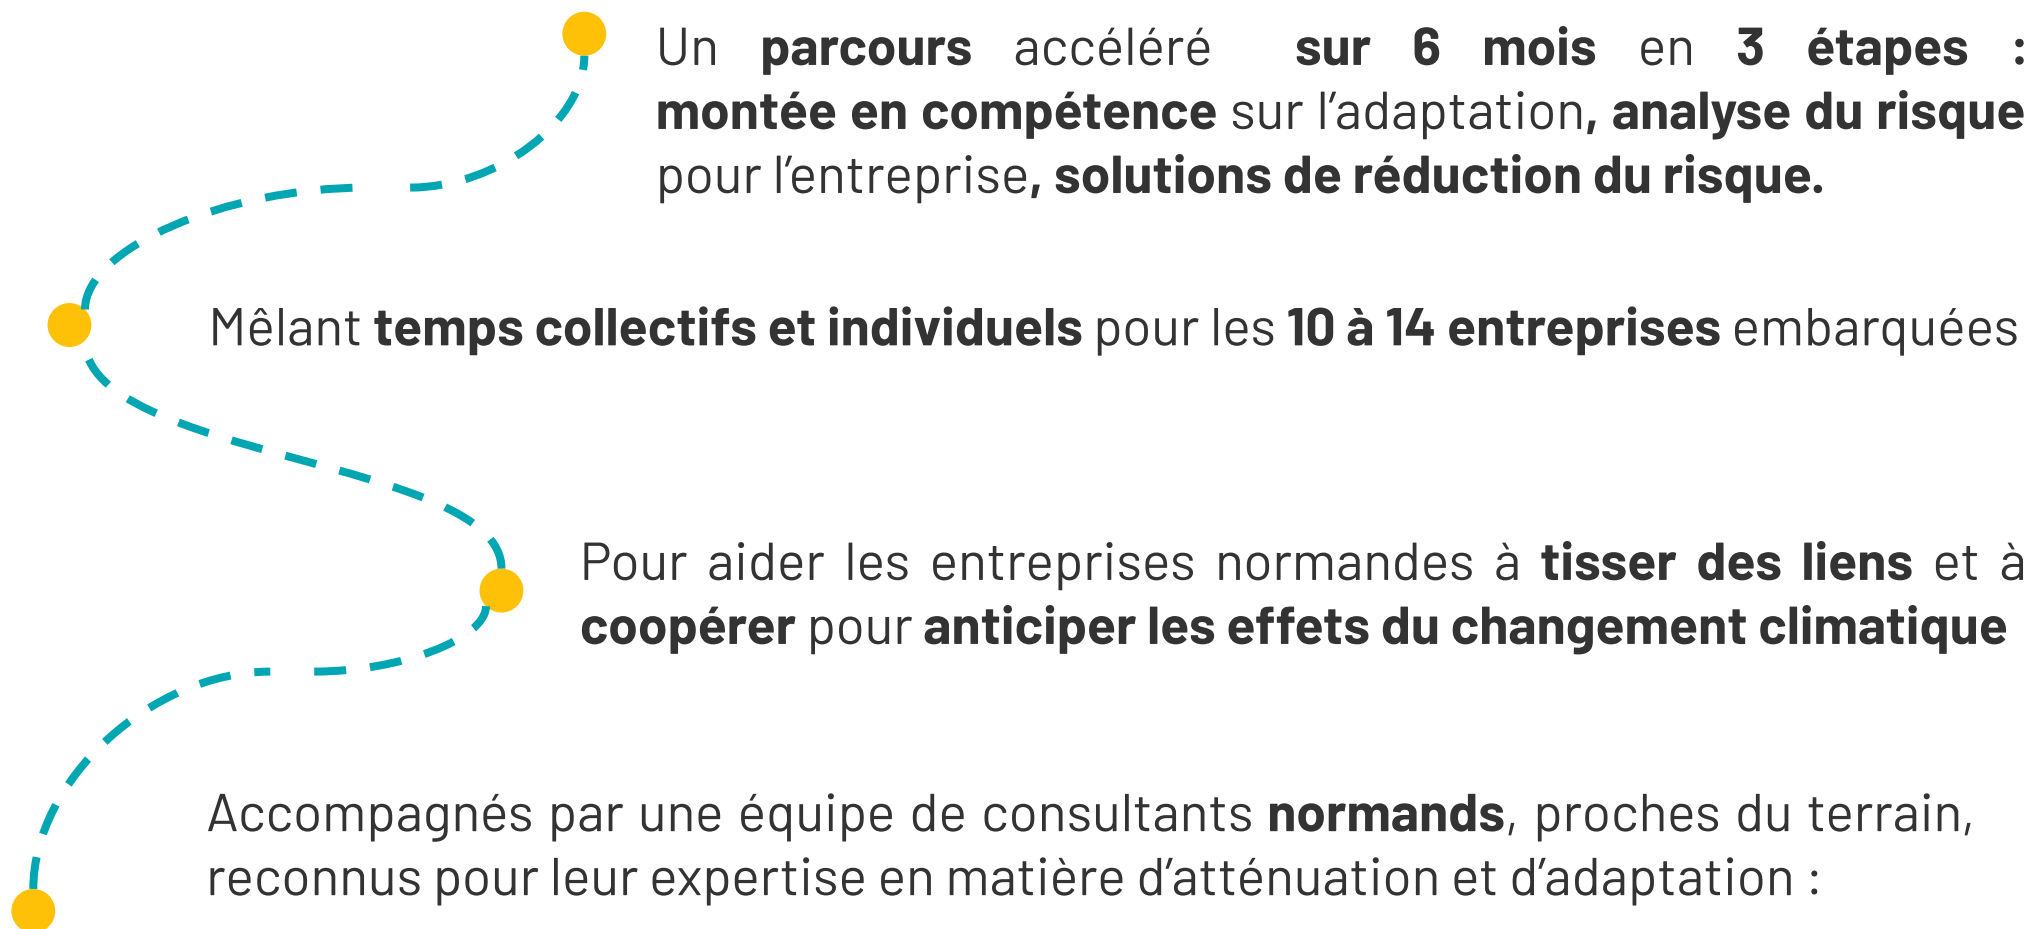 Un parcours accéléré sur 6 mois en 3 étapes :
montée en compétence sur l’adaptation, analyse du risque
pour l’entreprise, solutions de réduction du risque.
Mêlant temps collectifs et individuels pour les 10 à 14 entreprises embarquées
Pour aider les entreprises normandes à tisser des liens et à
coopérer pour anticiper les effets du changement climatique
Accompagnés par une équipe de consultants normands, proches du terrain,
reconnus pour leur expertise en matière d’atténuation et d’adaptation :